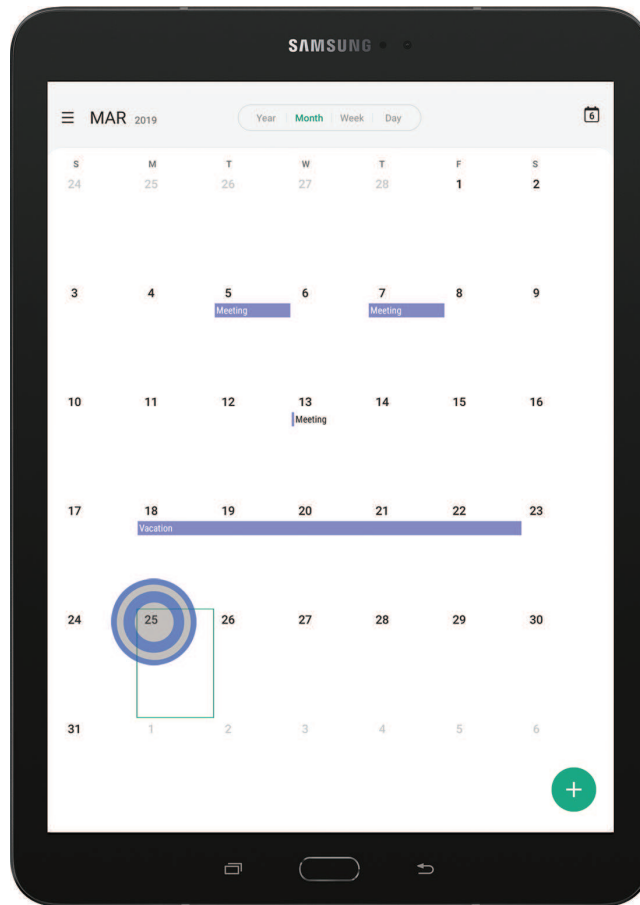 SAMSUNG
MAR 2019
Year Month Week Day
6
S M T W T F S
24 25 26 27 28 1 2
3 4 5 6 7 8 9
Meeting Meeting
10 11 12 13 14 15 16
Meeting
17 18 19 20 21 22 23
Vacation
24 25 26 27 28 29 30
31 1 2 3 4 5 6